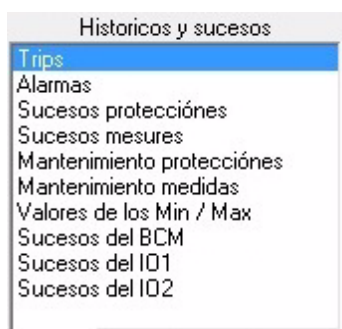 Historicos y sucesos
Trips
Alarmas
Sucesos protecciónes
Sucesos mesures
Mantenimiento protecciónes
Mantenimiento medidas
Valores de los Min / Max
Sucesos del BCM
Sucesos del IO1
Sucesos del IO2